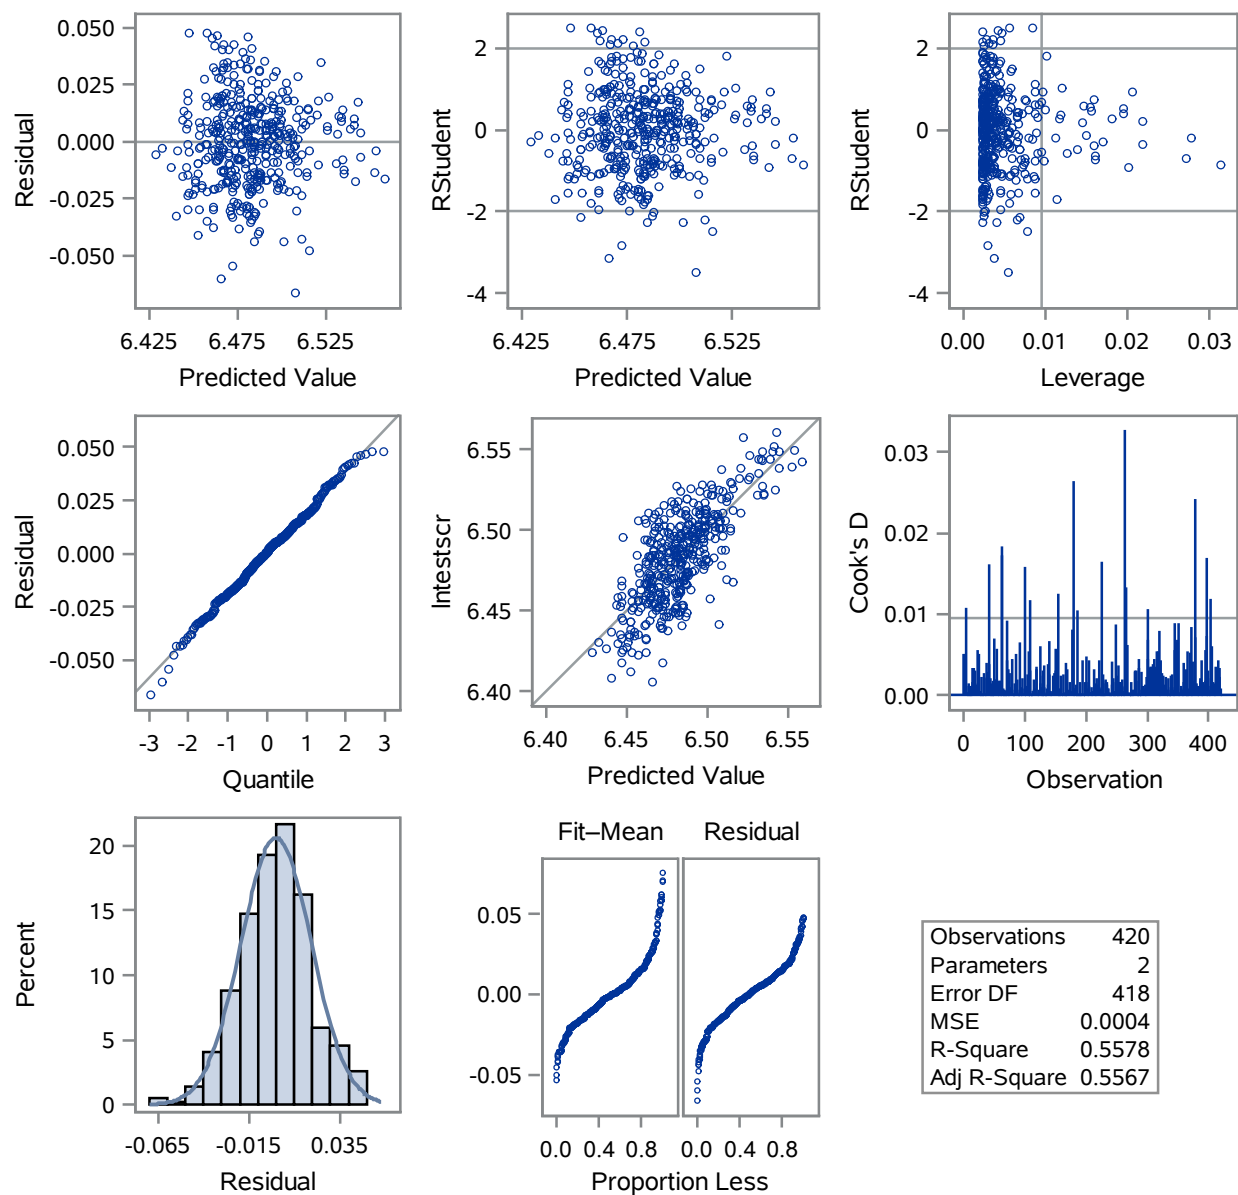 0.050
0.025
0.000
-0.025
-0.050
Residual
6.425 6.475 6.525
Predicted Value
2
0
-2
-4
RStudent
6.425 6.475 6.525
Predicted Value
2
0
-2
-4
RStudent
0.00 0.01 0.02 0.03
Leverage
0.050
0.025
0.000
-0.025
-0.050
Residual
-3 -2 -1 0 1 2 3
Quantile
6.55
6.50
6.45
6.40
lntestscr
6.40 6.45 6.50 6.55
Predicted Value
0.03
0.02
0.01
0.00
Cook's D
0 100 200 300 400
Observation
20
15
10
5
0
Percent
-0.065 -0.015 0.035
Residual
Fit–Mean Residual
0.05
0.00
-0.05
0.0 0.4 0.8 0.0 0.4 0.8
Proportion Less
Observations 420
Parameters 2
Error DF 418
MSE 0.0004
R-Square 0.5578
Adj R-Square 0.5567